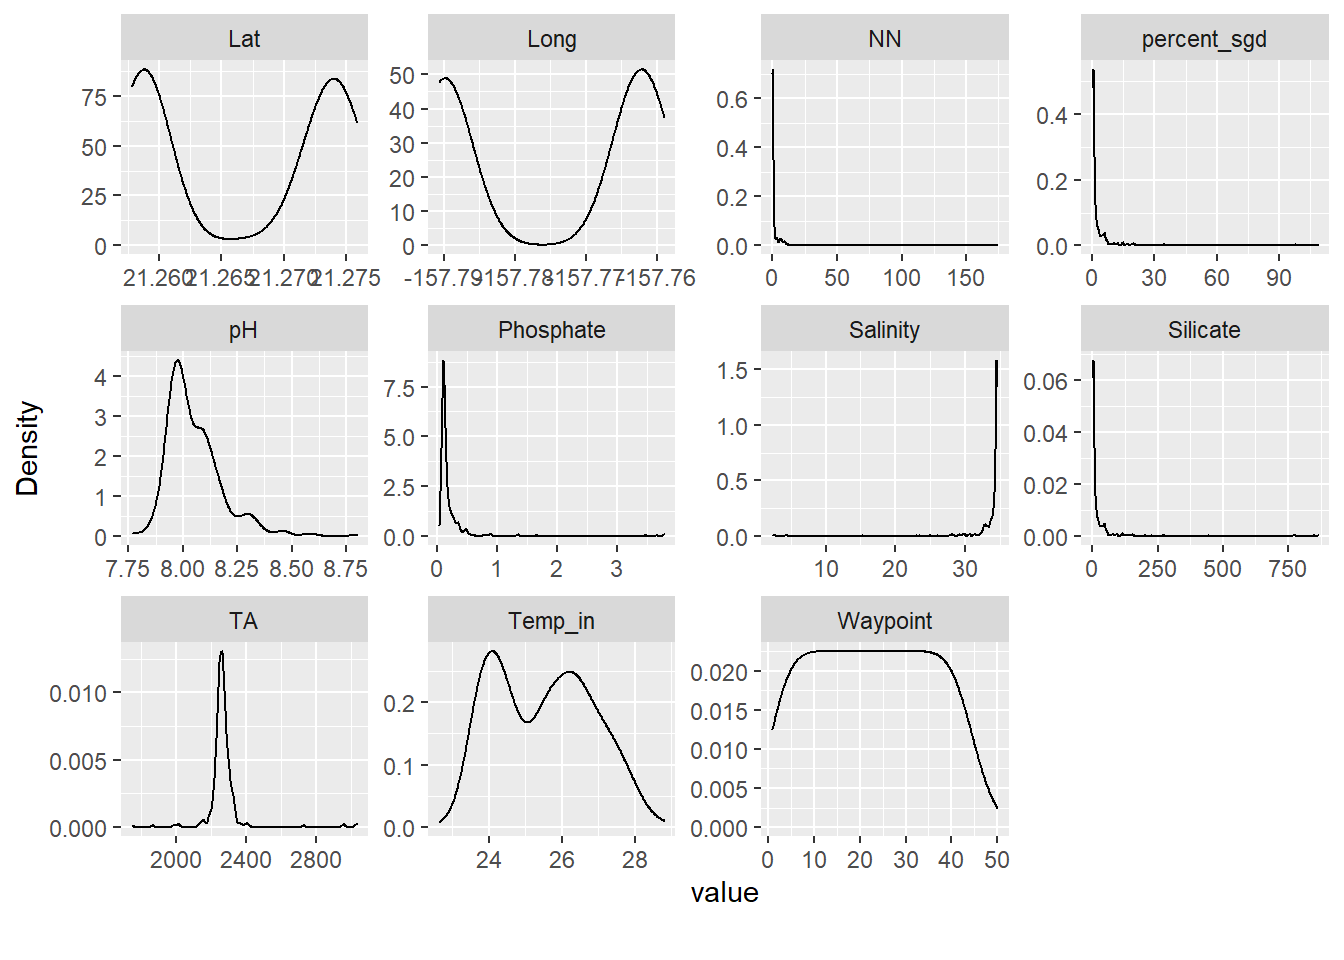 Lat Long NN percent_sgd
75
50
25
0
21.260 21.265 21.270 21.275
50
40
30
20
10
0
-157.79 -157.78 -157.77 -157.76
0.6
0.4
0.2
0.0
0 50 100 150
0.4
0.2
0.0
0 30 60 90
pH Phosphate Salinity Silicate
4
3
2
1
0
7.75 8.00 8.25 8.50 8.75
7.5
5.0
2.5
0.0
0 1 2 3
1.5
1.0
0.5
0.0
10 20 30
0.06
0.04
0.02
0.00
0 250 500 750
TA Temp_in Waypoint
0.010
0.005
0.000
2000 2400 2800
0.2
0.1
0.0
24 26 28
0.020
0.015
0.010
0.005
0.000
0 10 20 30 40 50
Density
value